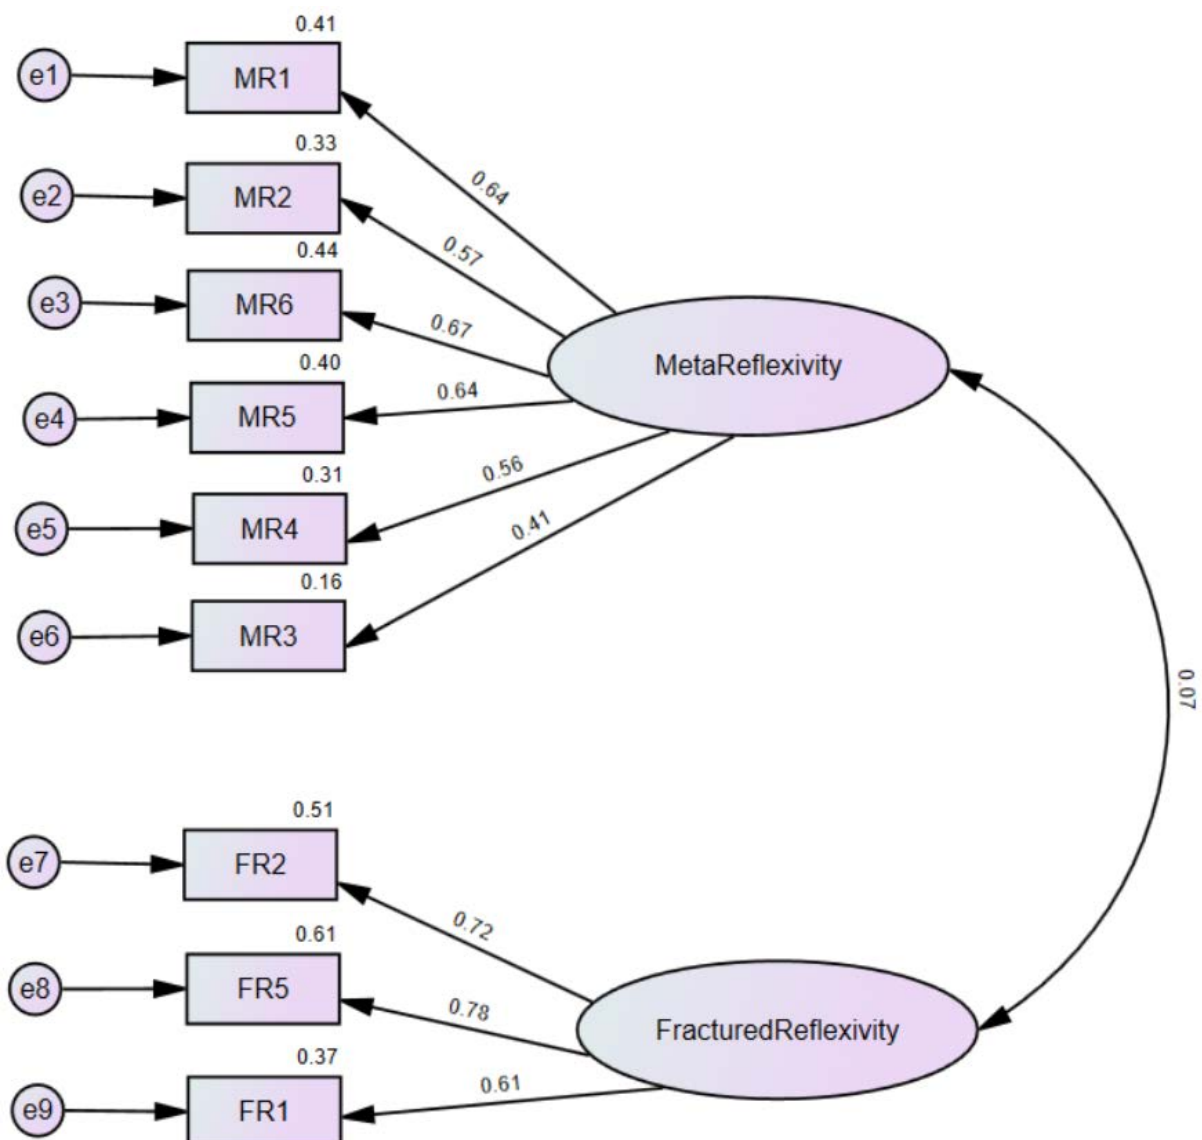 0.41
e1
MR1
0.64
0.33
e2
MR2
0.57
0.44
e3
MR6
0.67
MetaReflexivity
0.40
e4
MR5
0.64
0.31
e5
MR4
0.56
0.16
e6
MR3
0.41
0.07
0.51
e7
FR2
0.72
0.61
e8
FR5
0.78
FracturedReflexivity
0.37
e9
FR1
0.61